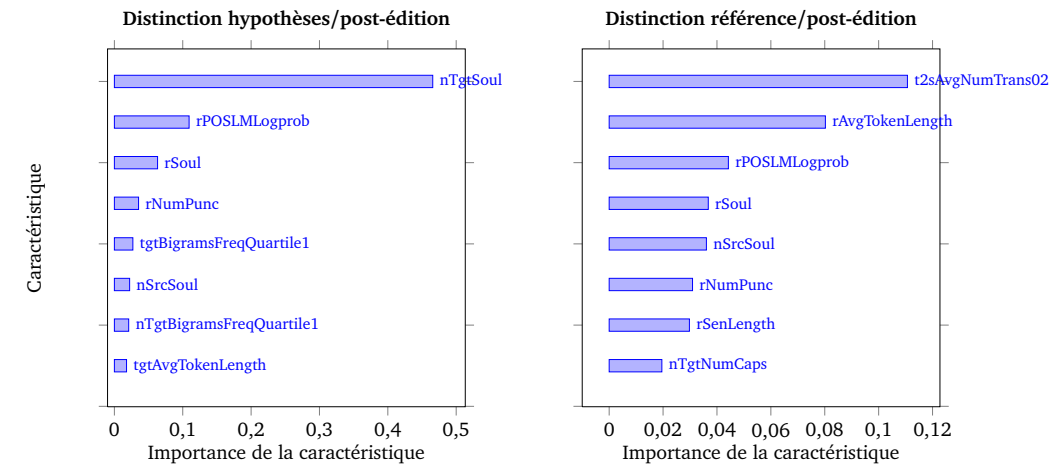 Distinction hypothèses/post-édition
Caractéristique
nTgtSoul
rPOSLMLogprob
rSoul
rNumPunc
tgtBigramsFreqQuartile1
nSrcSoul
nTgtBigramsFreqQuartile1
tgtAvgTokenLength
0 0,1 0,2 0,3 0,4 0,5
Importance de la caractéristique
Distinction référence/post-édition
t2sAvgNumTrans02
rAvgTokenLength
rPOSLMLogprob
rSoul
nSrcSoul
rNumPunc
rSenLength
nTgtNumCaps
0 0,02 0,04 0,06 0,08 0,1 0,12
Importance de la caractéristique